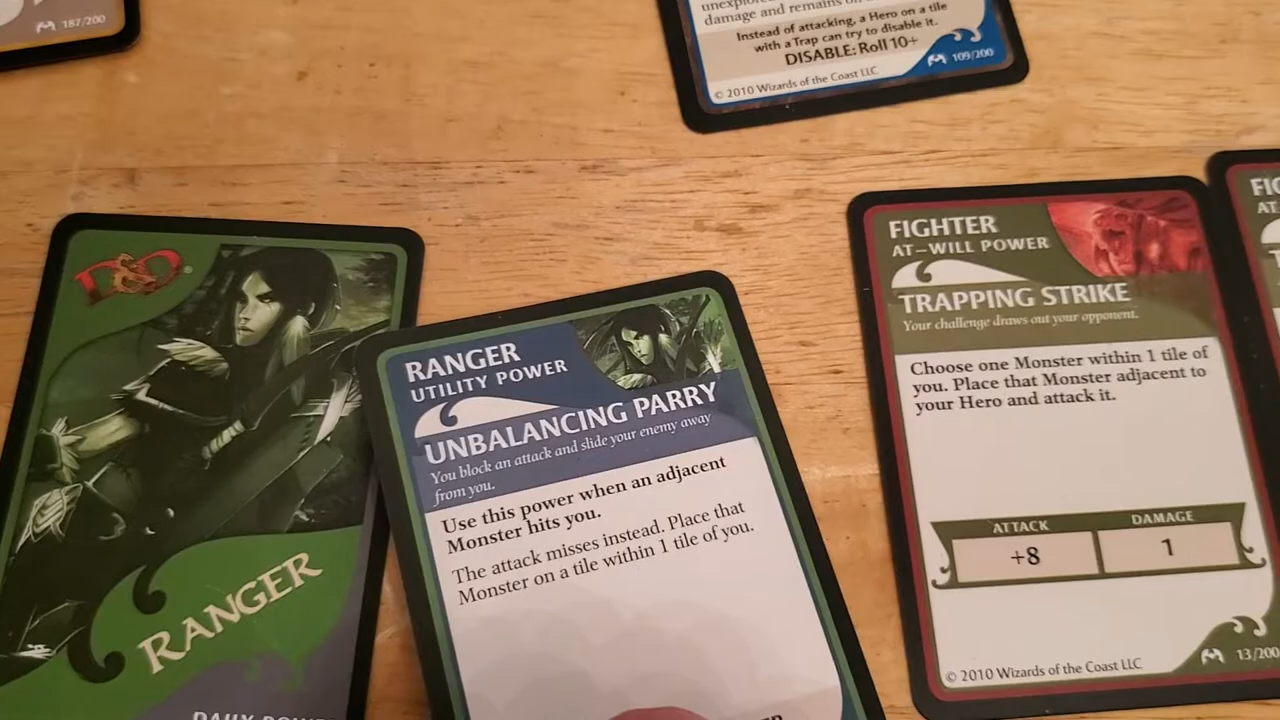 187/200
damage and remains on
Instead of attacking, a Hero on a tile
with a Trap can try to disable it.
DISABLE: Roll 10+
© 2010 Wizards of the Coast LLC
109/200
D&D®
RANGER
RANGER
UTILITY POWER
UNBALANCING PARRY
You block an attack and slide your enemy away
from you.
Use this power when an adjacent
Monster hits you.
The attack misses instead. Place that
Monster on a tile within 1 tile of you.
FIGHTER
AT-WILL POWER
TRAPPING STRIKE
Your challenge draws out your opponent.
Choose one Monster within 1 tile of
you. Place that Monster adjacent to
your Hero and attack it.
ATTACK
DAMAGE
+8
1
© 2010 Wizards of the Coast LLC
13/200